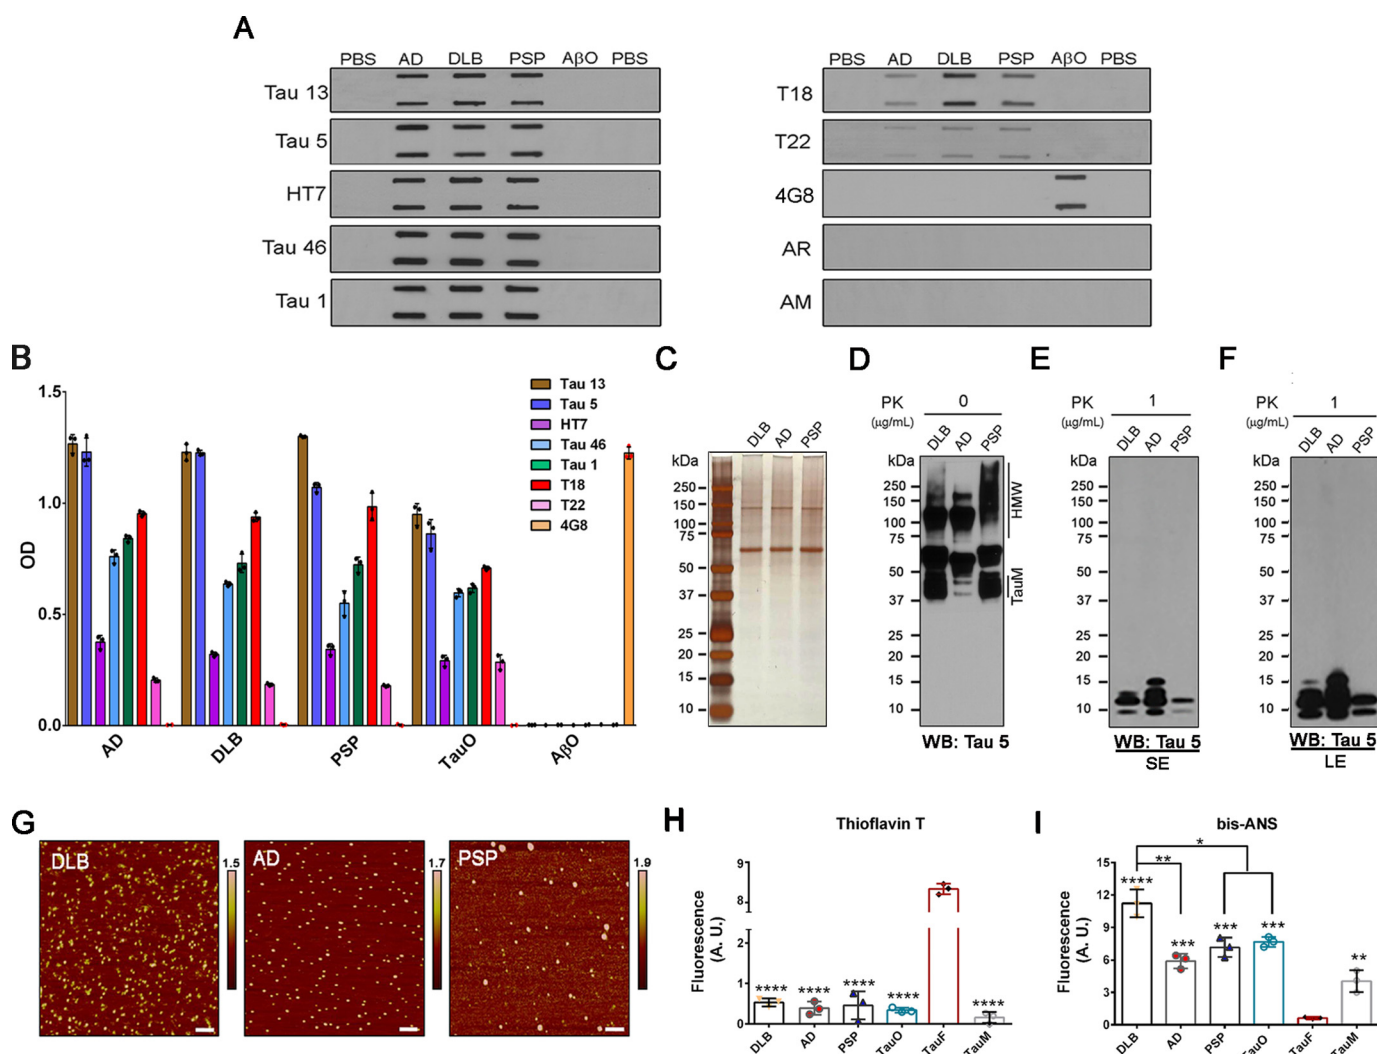 A
PBS AD DLB PSP AβO PBS
Tau 13
Tau 5
HT7
Tau 46
Tau 1
PBS AD DLB PSP AβO PBS
T18
T22
4G8
AR
AM
B
OD
1.5
1.0
0.5
0.0
Tau 13
Tau 5
HT7
Tau 46
Tau 1
T18
T22
4G8
AD DLB PSP TauO AβO
C
DLB AD PSP
kDa
250
150
100
75
50
37
25
20
15
10
D
PK 0
(µg/mL)
DLB AD PSP
kDa
250
150
100
75
50
37
25
20
15
10
HMW
TauM
WB: Tau 5
E
PK 1
(µg/mL)
DLB AD PSP
kDa
250
150
100
75
50
37
25
20
15
10
WB: Tau 5
SE
F
PK 1
(µg/mL)
DLB AD PSP
kDa
250
150
100
75
50
37
25
20
15
10
WB: Tau 5
LE
G
DLB
1.5
AD
1.7
PSP
1.9
H
Thioflavin T
Fluorescence
(A. U.)
9
8
2
1
0
**** **** **** **** ****
DLB AD PSP TauO TauF TauM
I
bis-ANS
Fluorescence
(A. U.)
15
12
9
6
3
0
*
**
**** *** *** *** **
DLB AD PSP TauO TauF TauM